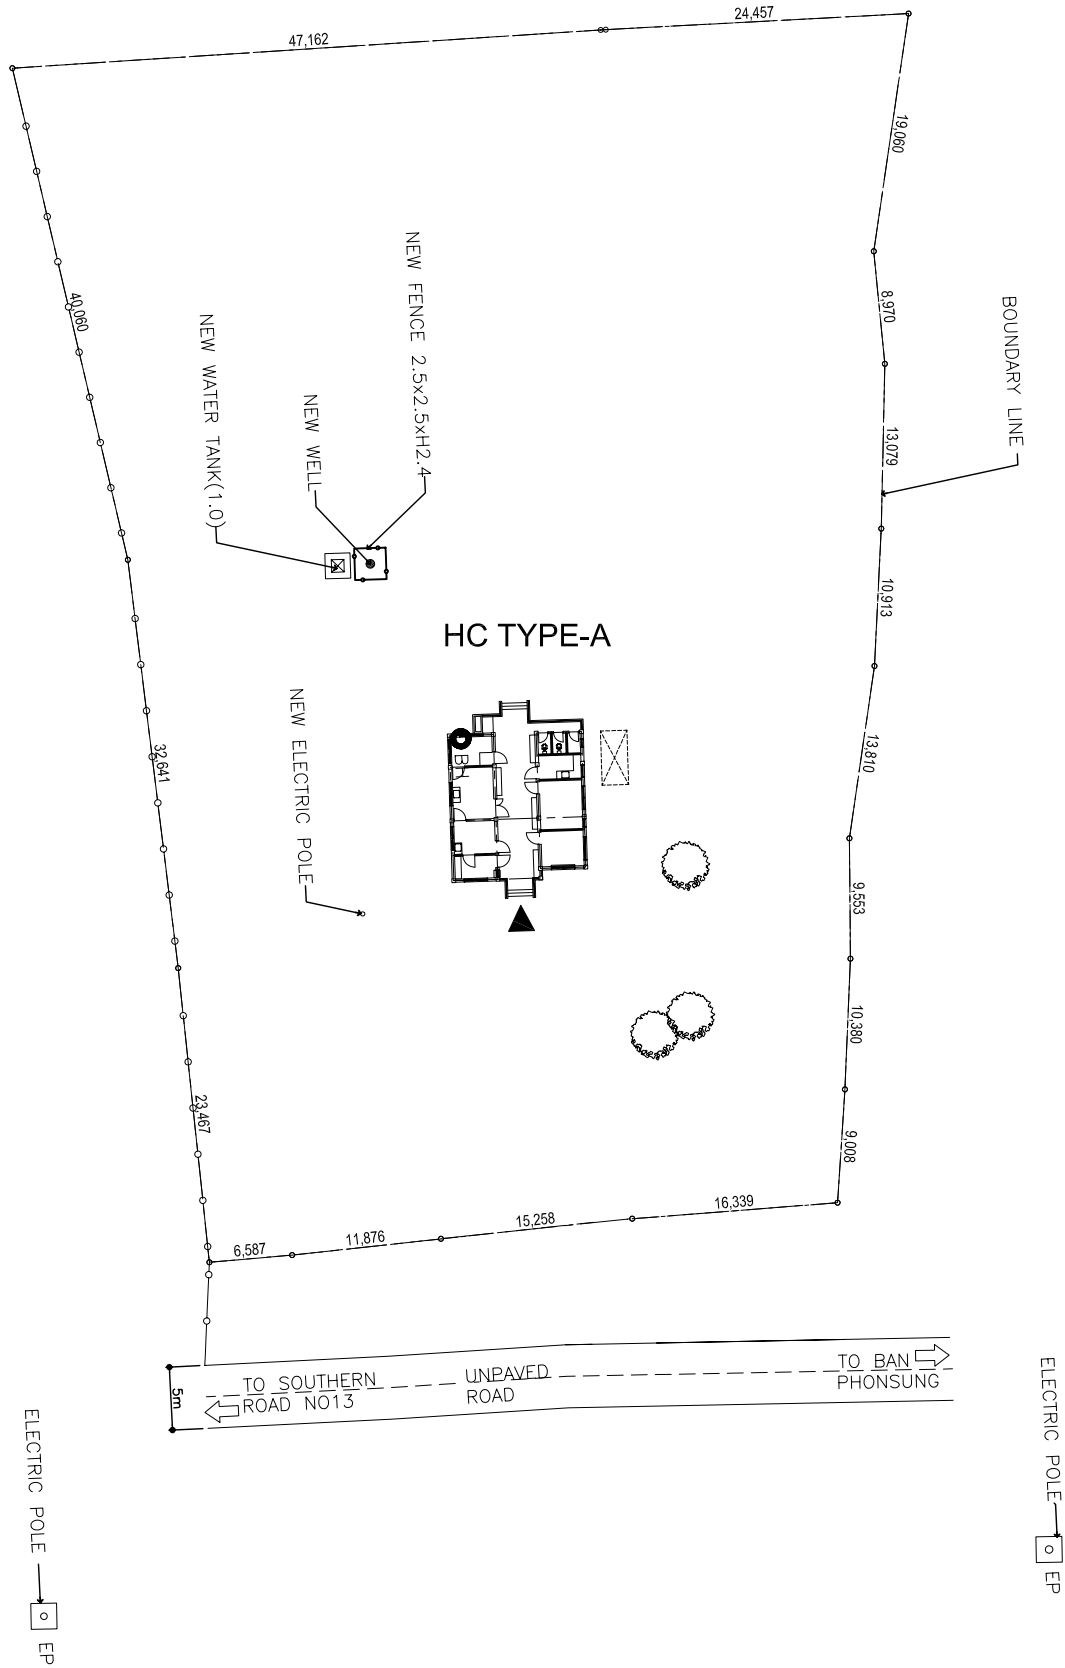 24,457
47,162
19,060
8,970
BOUNDARY LINE
40,060
NEW FENCE 2.5x2.5xH2.4
NEW WATER TANK(1.0)
NEW WELL
13,079
10,913
HC TYPE-A
NEW ELECTRIC POLE
32,641
B
13,810
9,553
10,380
23,467
9,008
16,339
15,258
11,876
6,587
TO BAN
PHONSUNG
UNPAVED
ROAD
TO SOUTHERN
ROAD NO13
5m
ELECTRIC POLE
EP
ELECTRIC POLE
EP